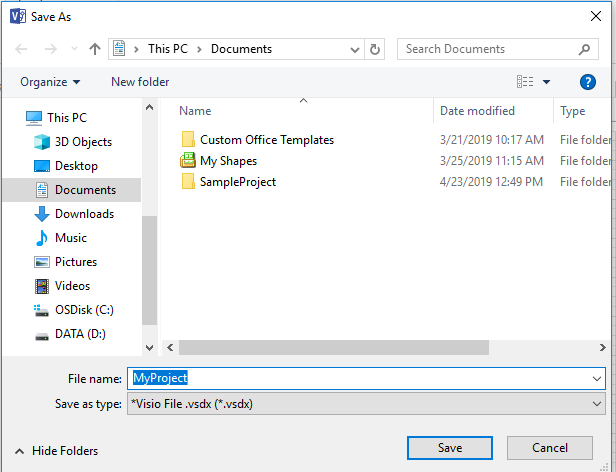 Save As
This PC > Documents
Search Documents
Organize
New folder
?
Name
Date modified
Type
This PC
3D Objects
Desktop
Documents
Downloads
Music
Pictures
Videos
OSDisk (C:)
DATA (D:)
Custom Office Templates 3/21/2019 10:17 AM File folder
My Shapes 3/25/2019 11:15 AM File folder
SampleProject 4/23/2019 12:49 PM File folder
File name: MyProject
Save as type: *Visio File .vsdx (*.vsdx)
Hide Folders
Save
Cancel